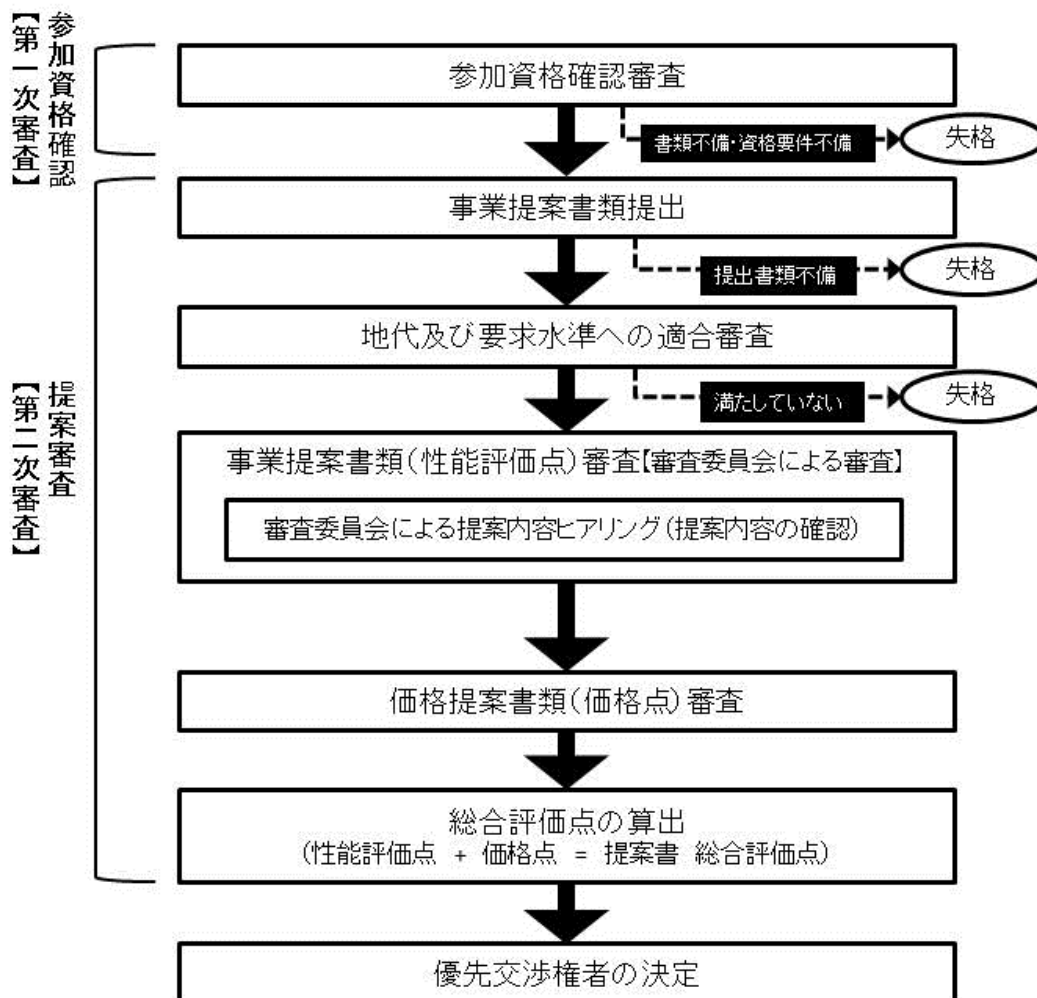 参加資格確認
【第一次審査】
参加資格確認審査
書類不備・資格要件不備
失格
事業提案書類提出
提出書類不備
失格
地代及び要求水準への適合審査
満たしていない
失格
提案審査
【第二次審査】
事業提案書類(性能評価点)審査【審査委員会による審査】
審査委員会による提案内容ヒアリング(提案内容の確認)
価格提案書類(価格点)審査
総合評価点の算出
(性能評価点 + 価格点 = 提案書 総合評価点)
優先交渉権者の決定